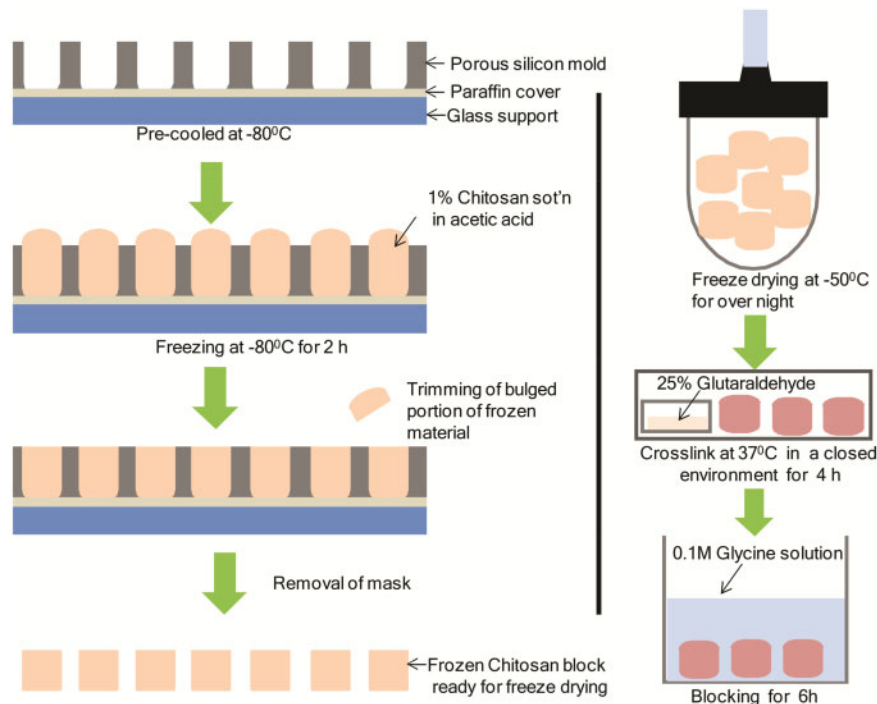 Porous silicon mold
Paraffin cover
Glass support
Pre-cooled at -80⁰C
1% Chitosan sot'n
in acetic acid
Freezing at -80⁰C for 2 h
Trimming of bulged
portion of frozen
material
Removal of mask
Frozen Chitosan block
ready for freeze drying
Freeze drying at -50⁰C
for over night
25% Glutaraldehyde
Crosslink at 37⁰C in a closed
environment for 4 h
0.1M Glycine solution
Blocking for 6h